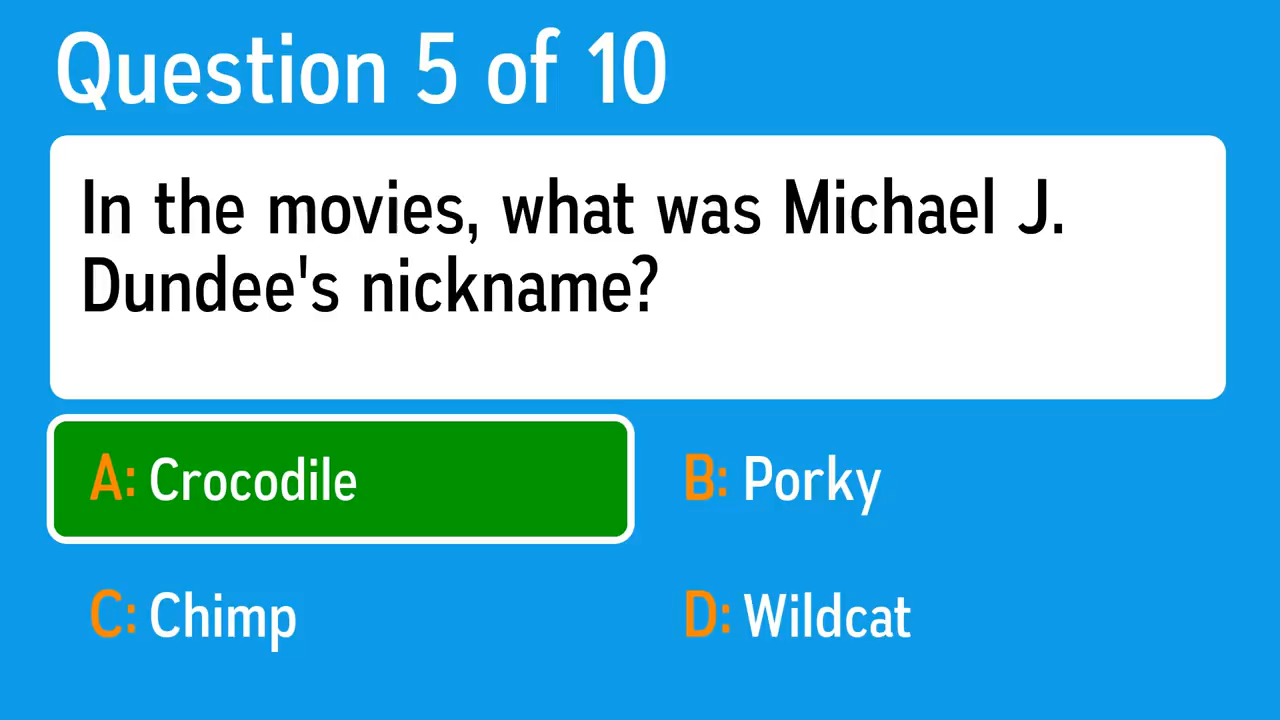 Question 5 of 10
In the movies, what was Michael J.
Dundee's nickname?
A: Crocodile
B: Porky
C: Chimp
D: Wildcat